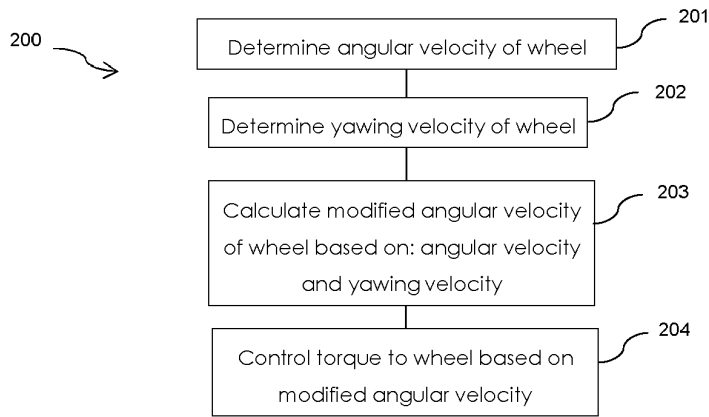 200
201
Determine angular velocity of wheel
202
Determine yawing velocity of wheel
203
Calculate modified angular velocity
of wheel based on: angular velocity
and yawing velocity
204
Control torque to wheel based on
modified angular velocity